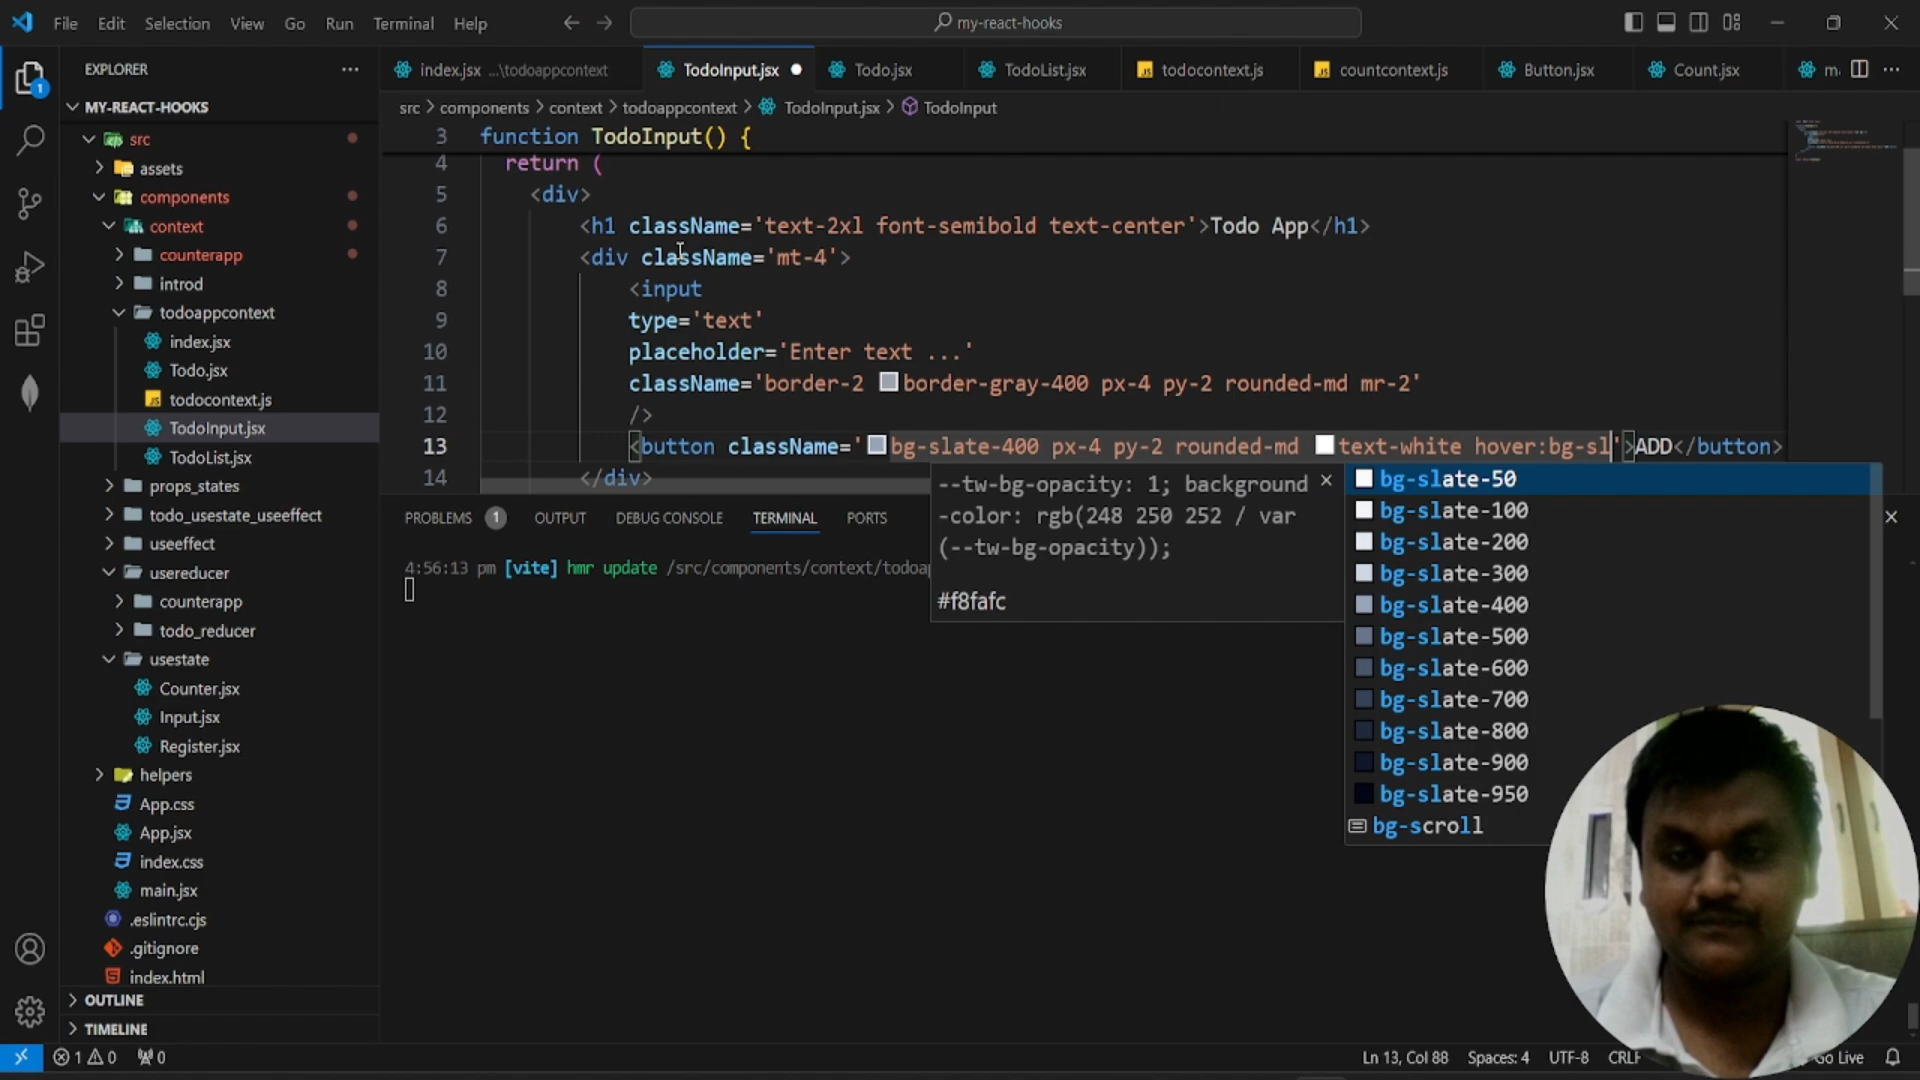 File Edit Selection View Go Run Terminal Help
my-react-hooks
EXPLORER
index.jsx ...\todoappcontext
TodoInput.jsx
Todo.jsx
TodoList.jsx
todocontext.js
countcontext.js
Button.jsx
Count.jsx
1
MY-REACT-HOOKS
src > components > context > todoappcontext > TodoInput.jsx > TodoInput
src
assets
components
context
counterapp
introd
todoappcontext
index.jsx
Todo.jsx
todocontext.js
TodoInput.jsx
TodoList.jsx
props_states
todo_usestate_useeffect
useeffect
usereducer
counterapp
todo_reducer
usestate
Counter.jsx
Input.jsx
Register.jsx
helpers
App.css
App.jsx
index.css
main.jsx
.eslintrc.cjs
.gitignore
index.html
OUTLINE
TIMELINE
3 function TodoInput() {
4 return (
5 <div>
6 <h1 className='text-2xl font-semibold text-center'>Todo App</h1>
7 <div className='mt-4'>
8 <input
9 type='text'
10 placeholder='Enter text ...'
11 className='border-2 border-gray-400 px-4 py-2 rounded-md mr-2'
12 />
13 <button className='bg-slate-400 px-4 py-2 rounded-md text-white hover:bg-sl'>ADD</button>
14 </div>
--tw-bg-opacity: 1; background
-color: rgb(248 250 252 / var
(--tw-bg-opacity));
#f8fafc
bg-slate-50
bg-slate-100
bg-slate-200
bg-slate-300
bg-slate-400
bg-slate-500
bg-slate-600
bg-slate-700
bg-slate-800
bg-slate-900
bg-slate-950
bg-scroll
PROBLEMS 1 OUTPUT DEBUG CONSOLE TERMINAL PORTS
4:56:13 pm [vite] hmr update /src/components/context/todoap
1 0 0
Ln 13, Col 88 Spaces: 4 UTF-8 CRLF Go Live